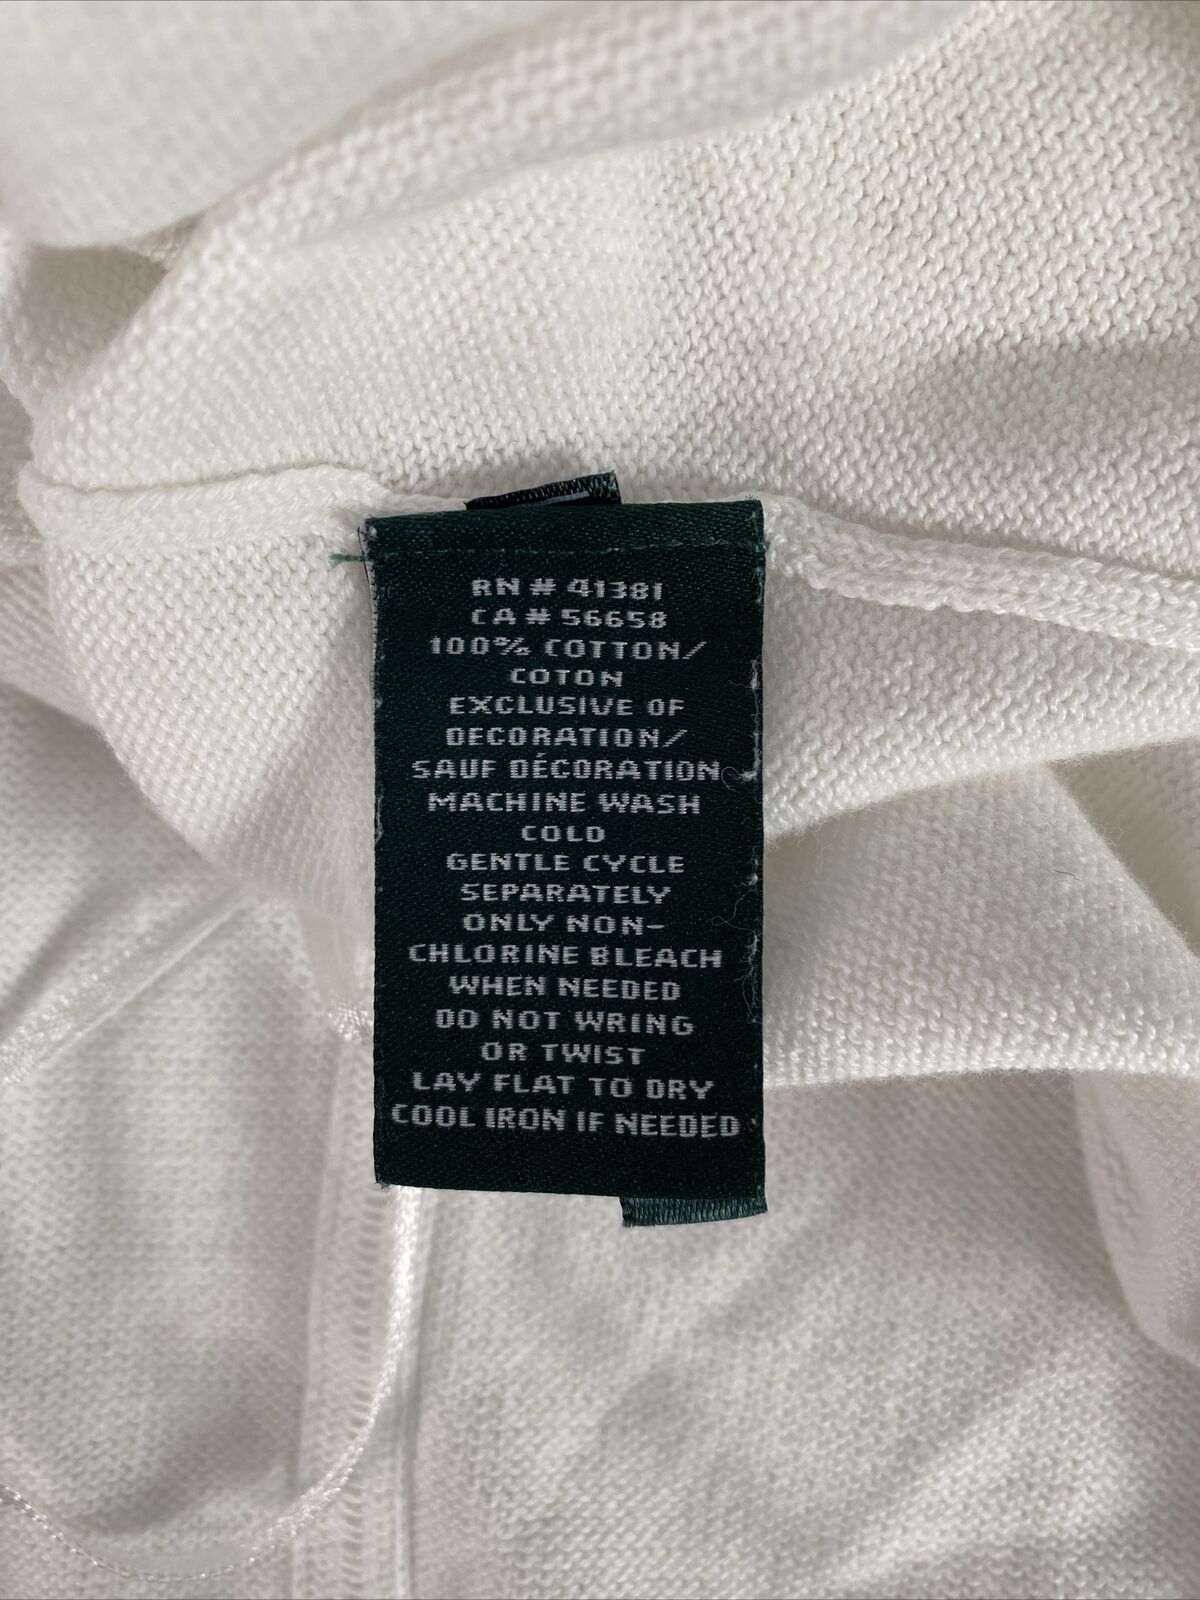 RN # 41381
CA # 56658
100% COTTON/
COTON
EXCLUSIVE OF
DECORATION/
SAUF DÉCORATION
MACHINE WASH
COLD
GENTLE CYCLE
SEPARATELY
ONLY NON-
CHLORINE BLEACH
WHEN NEEDED
DO NOT WRING
OR TWIST
LAY FLAT TO DRY
COOL IRON IF NEEDED